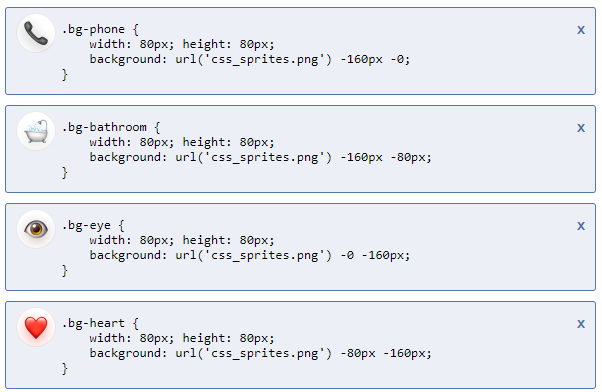 .bg-phone {
    width: 80px; height: 80px;
    background: url('css_sprites.png') -160px -0;
}
x
.bg-bathroom {
    width: 80px; height: 80px;
    background: url('css_sprites.png') -160px -80px;
}
x
.bg-eye {
    width: 80px; height: 80px;
    background: url('css_sprites.png') -0 -160px;
}
x
.bg-heart {
    width: 80px; height: 80px;
    background: url('css_sprites.png') -80px -160px;
}
x